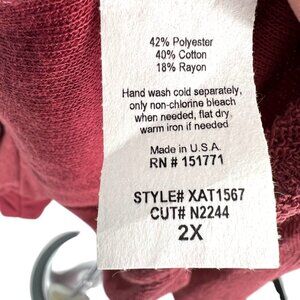 42% Polyester
40% Cotton
18% Rayon
Hand wash cold separately,
only non-chlorine bleach
when needed, flat dry,
warm iron if needed
Made in U.S.A.
RN # 151771
STYLE# XAT1567
CUT# N2244
2X